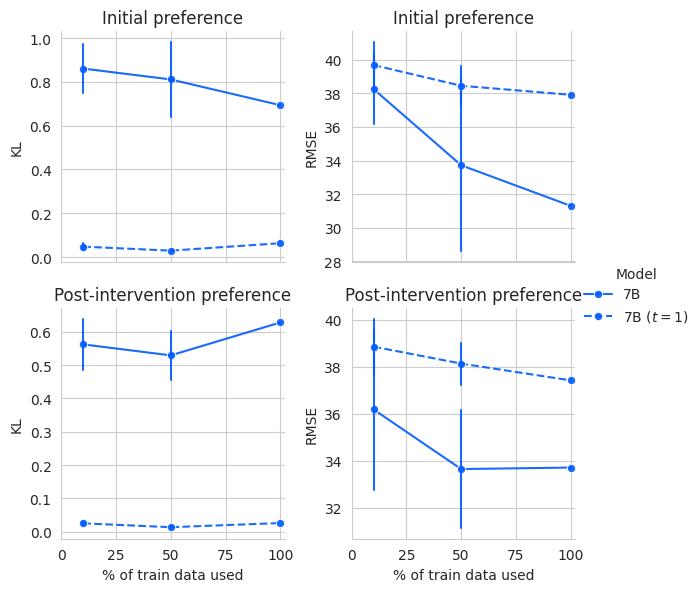 Initial preference
Initial preference
1.0
0.8
0.6
0.4
0.2
0.0
KL
40
38
36
34
32
30
28
RMSE
Model
7B
7B (t = 1)
Post-intervention preference
Post-intervention preference
0.6
0.5
0.4
0.3
0.2
0.1
0.0
KL
0
50
100
% of train data used
40
38
36
34
32
RMSE
0
25
50
75
100
% of train data used